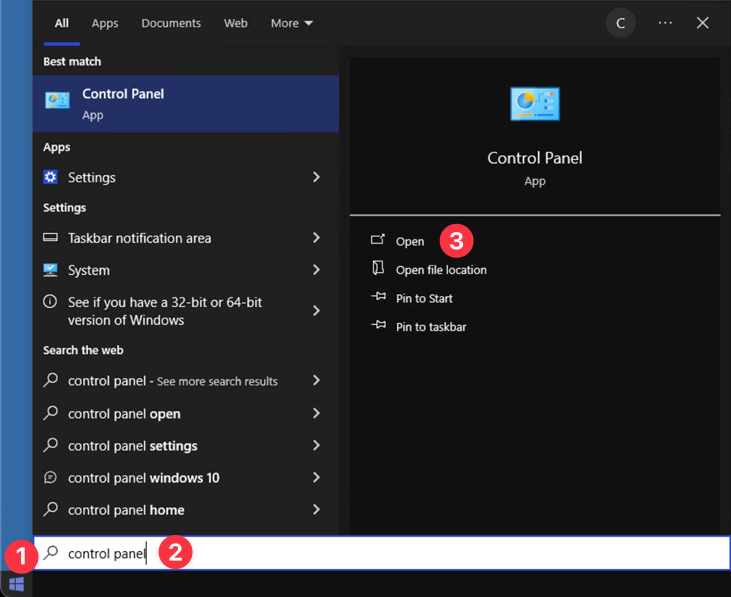 All Apps Documents Web More C ...
Best match
Control Panel
App
Apps
Settings
Settings
Taskbar notification area
System
See if you have a 32-bit or 64-bit
version of Windows
Search the web
control panel - See more search results
control panel open
control panel settings
control panel windows 10
control panel home
Control Panel
App
Open 3
Open file location
Pin to Start
Pin to taskbar
1 control panel 2